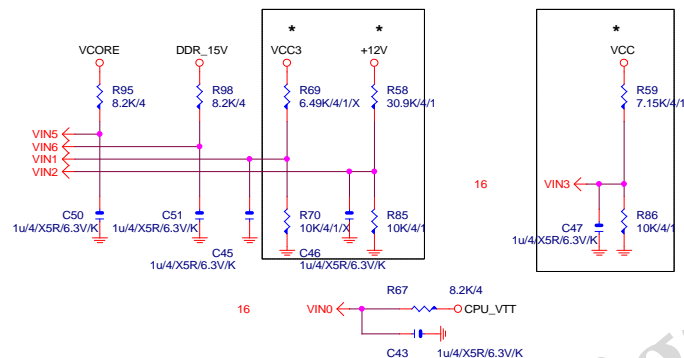 * * *
VCORE DDR_15V VCC3 +12V VCC
R95 R98 R69 R58 R59
8.2K/4 8.2K/4 6.49K/4/1/X 30.9K/4/1 7.15K/4/1
VIN5
VIN6
VIN1
VIN2
16 VIN3
C50 C51 R70 R85 C47 R86
1u/4/X5R/6.3V/K 1u/4/X5R/6.3V/K 10K/4/1/X 10K/4/1 1u/4/X5R/6.3V/K 10K/4/1
C45 C46
1u/4/X5R/6.3V/K 1u/4/X5R/6.3V/K
R67 8.2K/4
16 VIN0 CPU_VTT
C43 1u/4/X5R/6.3V/K